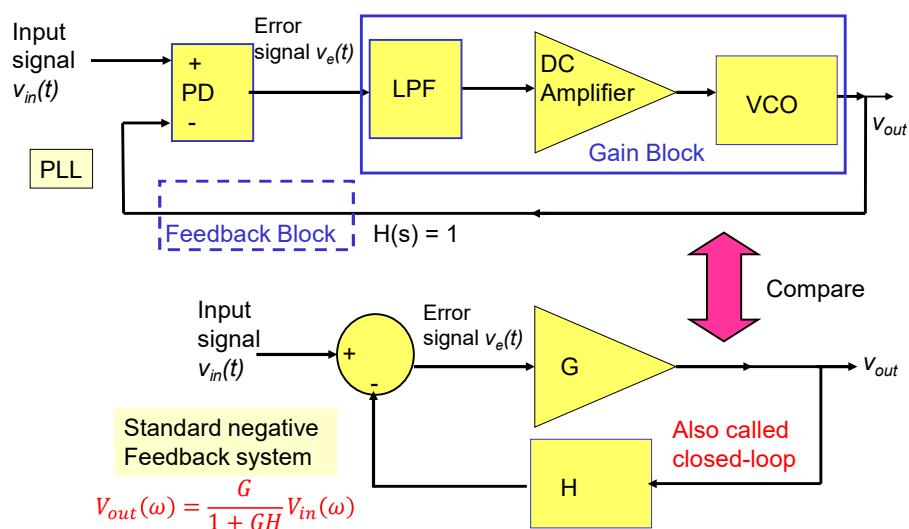 Input
signal
v_in(t)
Error
signal v_e(t)
+
PD
-
LPF
DC
Amplifier
VCO
Gain Block
v_out
PLL
Feedback Block
H(s) = 1
Compare
Input
signal
v_in(t)
+
-
Error
signal v_e(t)
G
v_out
Standard negative
Feedback system
V_out(ω) = G / (1 + GH) V_in(ω)
H
Also called
closed-loop